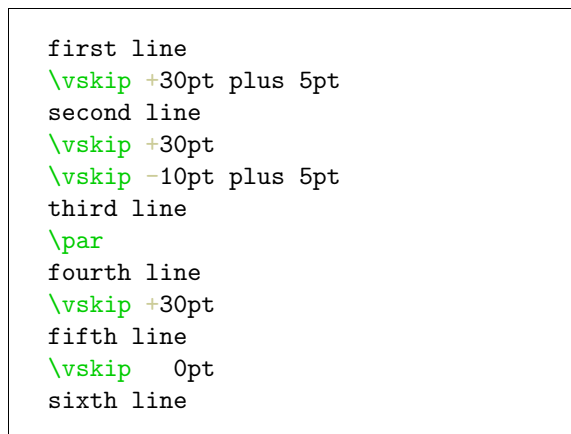 first line
\vskip +30pt plus 5pt
second line
\vskip +30pt
\vskip -10pt plus 5pt
third line
\par
fourth line
\vskip +30pt
fifth line
\vskip   0pt
sixth line